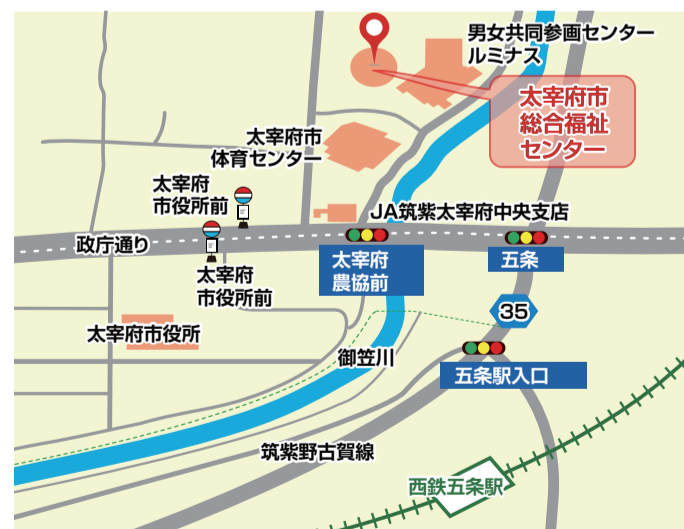 男女共同参画センター
ルミナス
太宰府市
総合福祉
センター
太宰府市
体育センター
太宰府
市役所前
JA筑紫太宰府中央支店
政庁通り
太宰府
市役所前
太宰府
農協前
五条
35
太宰府市役所
御笠川
五条駅入口
筑紫野古賀線
西鉄五条駅